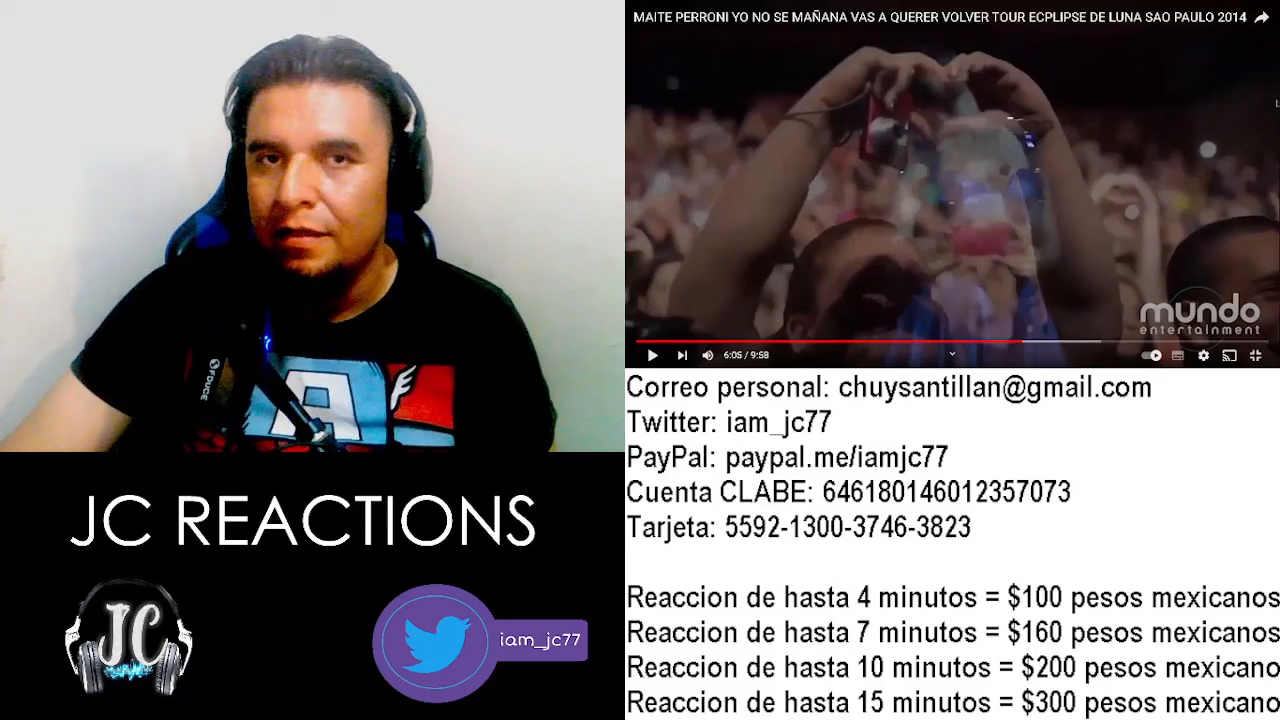 MAITE PERRONI YO NO SE MAÑANA VAS A QUERER VOLVER TOUR ECPLIPSE DE LUNA SAO PAULO 2014
mundo
entertainment
6:05 / 9:58
FDUCE
A
Correo personal: chuysantillan@gmail.com
Twitter: iam_jc77
PayPal: paypal.me/iamjc77
Cuenta CLABE: 646180146012357073
Tarjeta: 5592-1300-3746-3823
JC REACTIONS
JC
iam_jc77
Reaccion de hasta 4 minutos = $100 pesos mexicanos
Reaccion de hasta 7 minutos = $160 pesos mexicanos
Reaccion de hasta 10 minutos = $200 pesos mexicano
Reaccion de hasta 15 minutos = $300 pesos mexicano